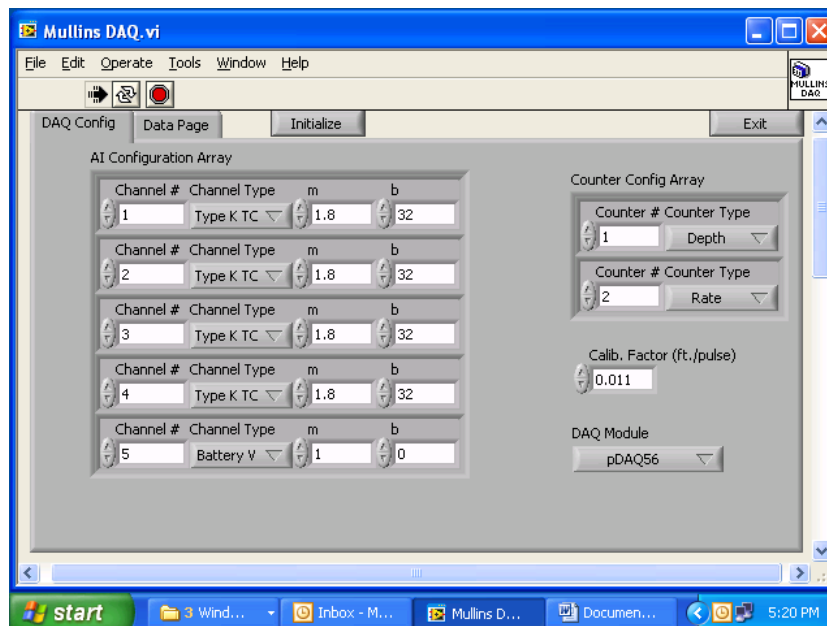 Mullins DAQ.vi
File Edit Operate Tools Window Help
MULLINS
DAQ
DAQ Config
Data Page
Initialize
Exit
AI Configuration Array
Channel # Channel Type m b
1 Type K TC 1.8 32
Channel # Channel Type m b
2 Type K TC 1.8 32
Channel # Channel Type m b
3 Type K TC 1.8 32
Channel # Channel Type m b
4 Type K TC 1.8 32
Channel # Channel Type m b
5 Battery V 1 0
Counter Config Array
Counter # Counter Type
1 Depth
Counter # Counter Type
2 Rate
Calib. Factor (ft./pulse)
0.011
DAQ Module
pDAQ56
start
3 Wind...
Inbox - M...
Mullins D...
Documen...
5:20 PM